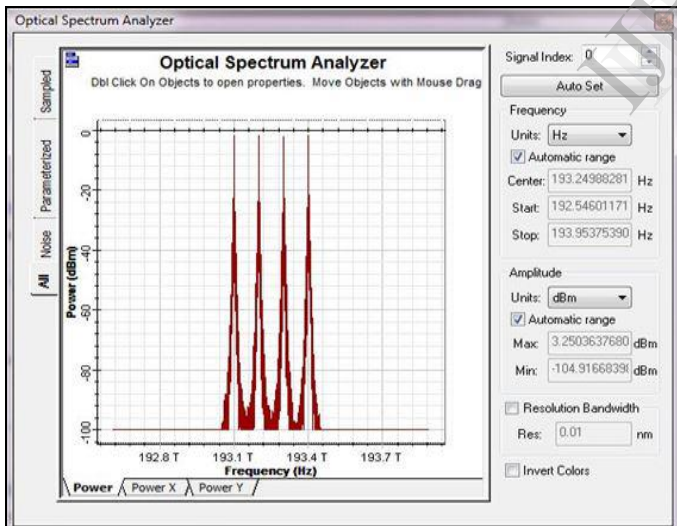 Optical Spectrum Analyzer
Optical Spectrum Analyzer
Dbl Click On Objects to open properties. Move Objects with Mouse Drag
Sampled
Parameterized
Noise
All
Power (dBm)
0
-20
-40
-60
-80
-100
192.8 T
193.1 T
193.4 T
193.7 T
Frequency (Hz)
Power
Power X
Power Y
Signal Index: 0
Auto Set
Frequency
Units: Hz
Automatic range
Center: 193.24988281 Hz
Start: 192.54601171 Hz
Stop: 193.95375390 Hz
Amplitude
Units: dBm
Automatic range
Max: 3.2503637680 dBm
Min: -104.9166839 dBm
Resolution Bandwidth
Res: 0.01 nm
Invert Colors